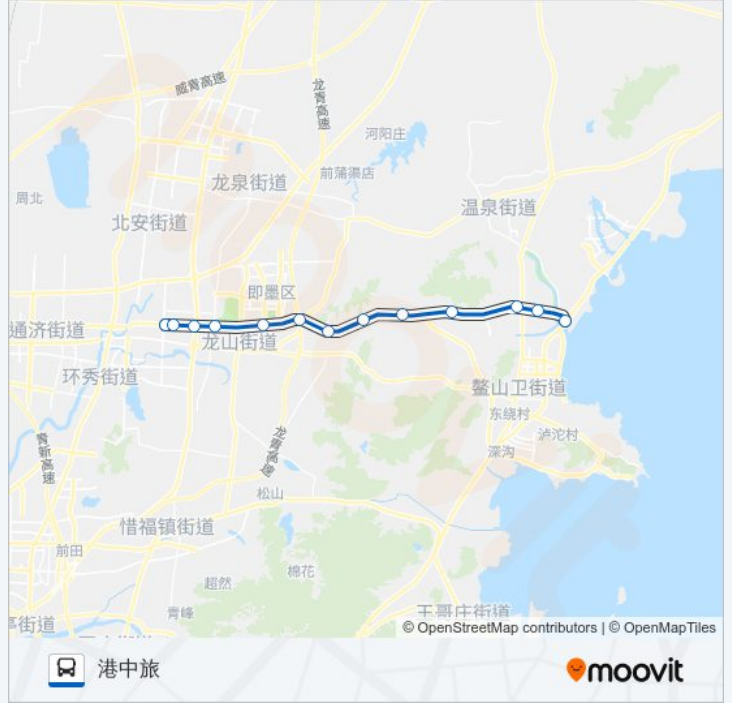 威青高速
龙青高速
河阳庄
前蒲渠店
龙泉街道
周北
温泉街道
北安街道
即墨区
通济街道
龙山街道
环秀街道
鳌山卫街道
东绕村
泸沱村
青新高速
龙青高速
深沟
松山
惜福镇街道
前田
棉花
超然
青峰
王哥庄街道
© OpenStreetMap contributors | © OpenMapTiles
港中旅
moovit